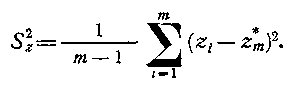 $S_z^2 = \frac{1}{m-1} \sum_{i=1}^{m} (z_i - z_m^*)^2.$